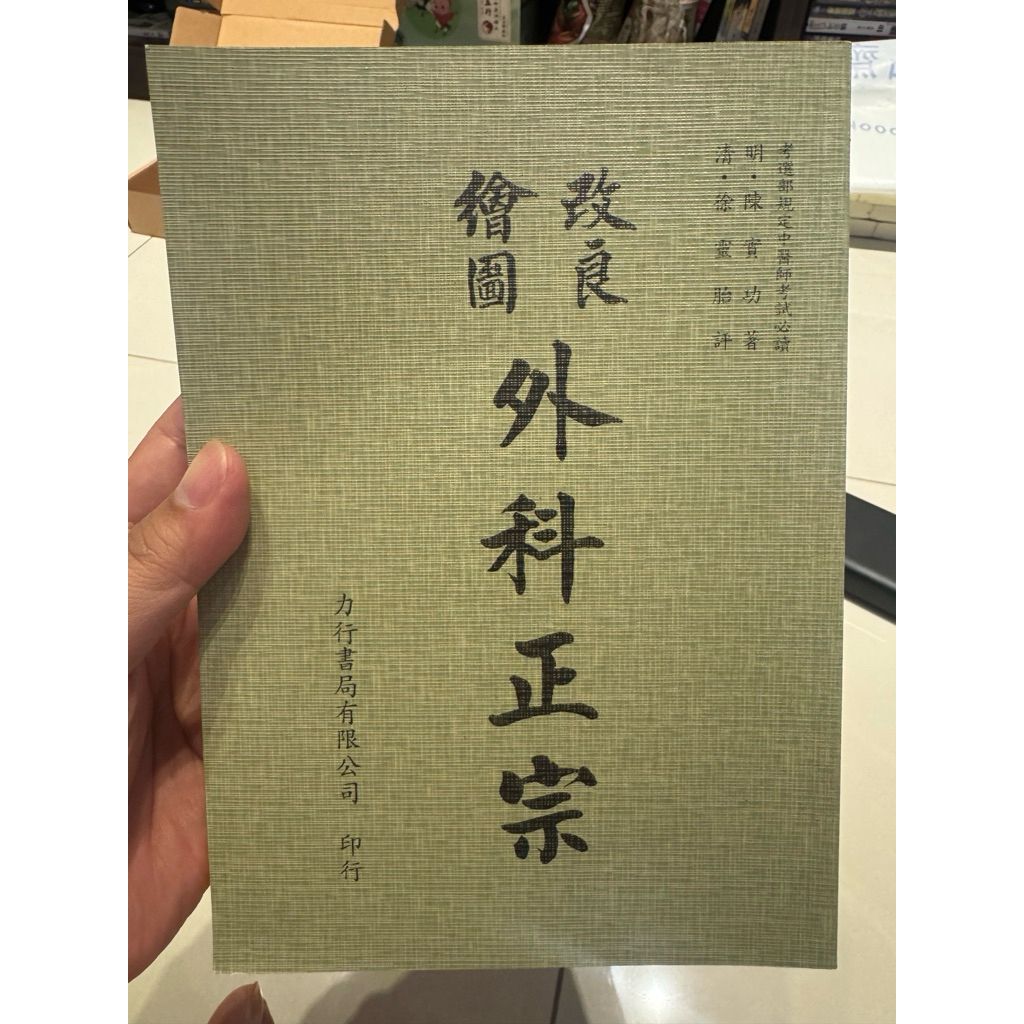 考選部規定中醫師考試必讀
明・陳實功著
清・徐靈胎評
改良
繪圖
外科正宗
力行書局有限公司 印行